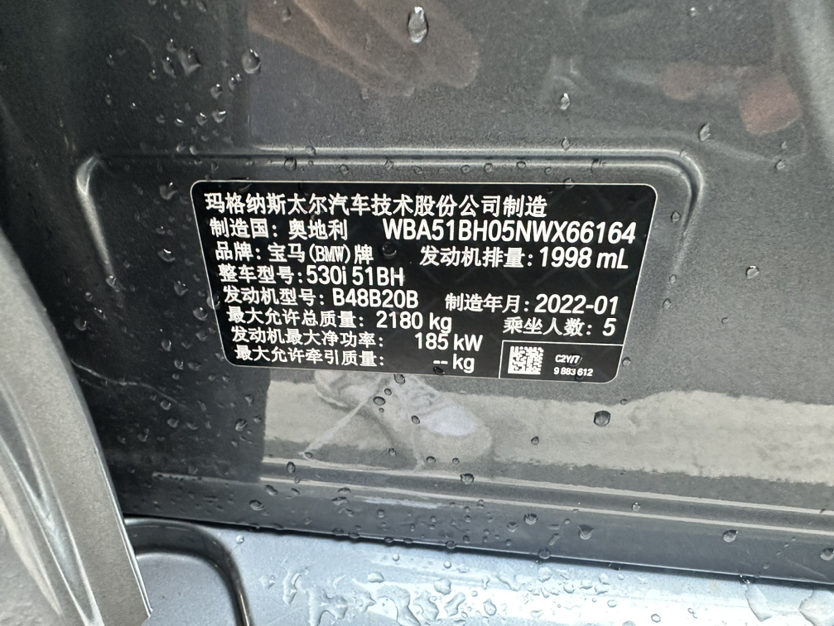 玛格纳斯太尔汽车技术股份公司制造
制造国：奥地利 WBA51BH05NWX66164
品牌：宝马(BMW)牌 发动机排量：1998 mL
整车型号：530i 51BH
发动机型号：B48B20B 制造年月：2022-01
最大允许总质量：2180 kg 乘坐人数：5
发动机最大净功率：185 kW
最大允许牵引质量：-- kg
C2Y/7
9 883 612